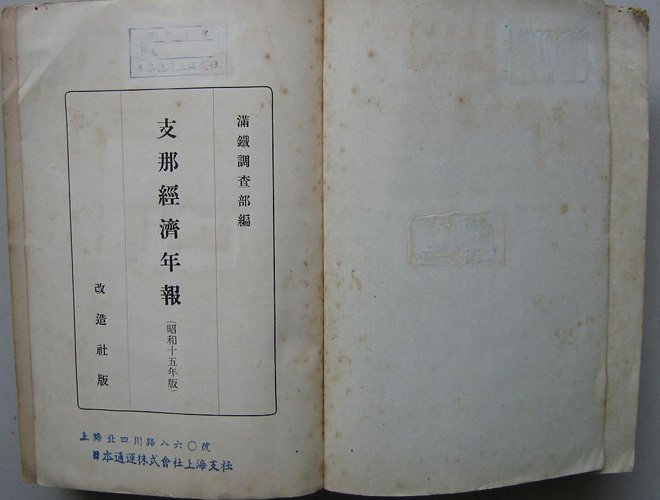 滿鐵調查部編
支那經濟年報
(昭和十五年版)
改造社版
上海北四川路八六〇號
日本通運株式會社上海支社